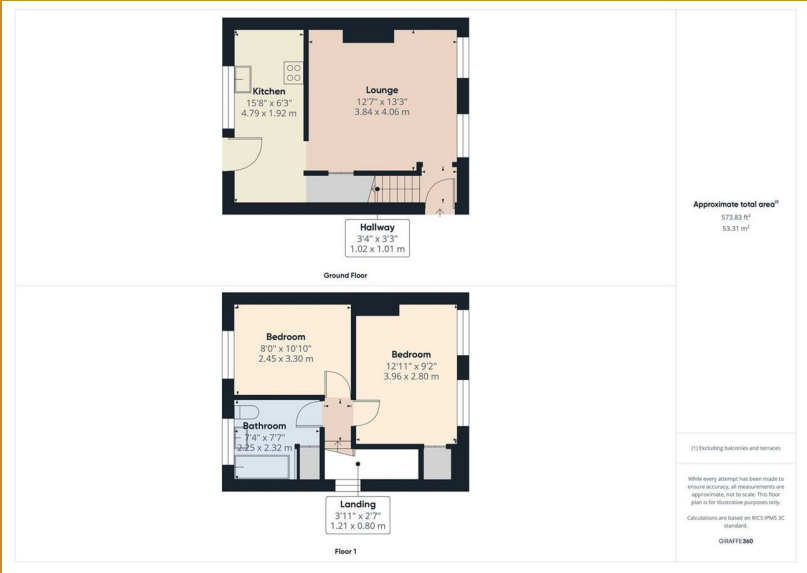 Kitchen
15'8" x 6'3"
4.79 x 1.92 m
Lounge
12'7" x 13'3"
3.84 x 4.06 m
Hallway
3'4" x 3'3"
1.02 x 1.01 m
Ground Floor
Bedroom
8'0" x 10'10"
2.45 x 3.30 m
Bedroom
12'11" x 9'2"
3.96 x 2.80 m
Bathroom
7'4" x 7'7"
2.25 x 2.32 m
Landing
3'11" x 2'7"
1.21 x 0.80 m
Floor 1
Approximate total area(1)
573.83 ft²
53.31 m²
(1) Excluding balconies and terraces
While every attempt has been made to
ensure accuracy, all measurements are
approximate, not to scale. This floor
plan is for illustrative purposes only.
Calculations are based on RICS IPMS 3C
standard.
GIRAFFE360